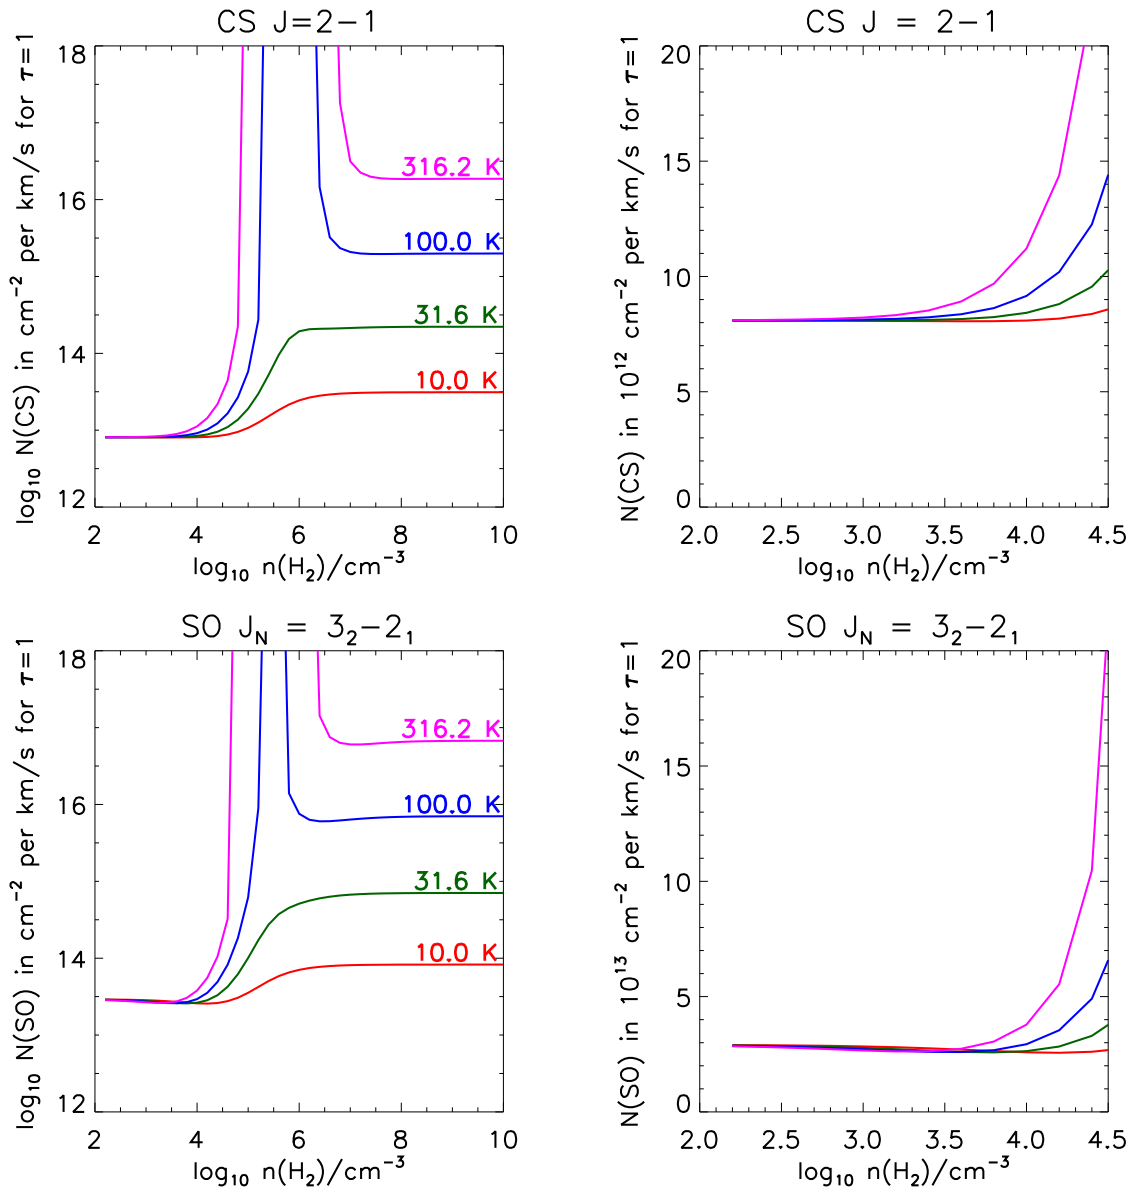 CS J=2−1
log₁₀ N(CS) in cm⁻² per km/s for τ=1
18
16
14
12
316.2 K
100.0 K
31.6 K
10.0 K
2 4 6 8 10
log₁₀ n(H₂)/cm⁻³
CS J = 2−1
N(CS) in 10¹² cm⁻² per km/s for τ=1
20
15
10
5
0
2.0 2.5 3.0 3.5 4.0 4.5
log₁₀ n(H₂)/cm⁻³
SO J_N = 3₂−2₁
log₁₀ N(SO) in cm⁻² per km/s for τ=1
18
16
14
12
316.2 K
100.0 K
31.6 K
10.0 K
2 4 6 8 10
log₁₀ n(H₂)/cm⁻³
SO J_N = 3₂−2₁
N(SO) in 10¹³ cm⁻² per km/s for τ=1
20
15
10
5
0
2.0 2.5 3.0 3.5 4.0 4.5
log₁₀ n(H₂)/cm⁻³